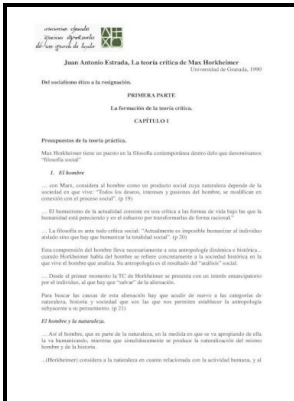 Juan Antonio Estrada, La teoría crítica de Max Horkheimer
Universidad de Granada, 1990
Del socialismo ético a la resignación.
PRIMERA PARTE
La formación de la teoría crítica.
CAPÍTULO I
Presupuestos de la teoría práctica.
Max Horkheimer tiene un puesto en la filosofía contemporánea dentro delo que denominamos
“filosofía social”
1. El hombre
… con Marx, considera al hombre como un producto social cuya naturaleza depende de la
sociedad en que vive: “Todos los deseos, intereses y pasiones del hombre, se modifican en
conexión con el proceso social”. (p 19)
… El humanismo de la actualidad consiste en una crítica a las formas de vida bajo las que la
humanidad está pereciendo y en el esfuerzo por transformarlas de forma racional.”
… La filosofía es ante todo crítica social: “Actualmente es imposible humanizar al individuo
aislado sino que hay que humanizar la totalidad social”. (p 20)
Esta comprensión del hombre lleva necesariamente a una antropología dinámica e histórica..
cuando Horkheimer habla del hombre se refiere concretamente a la sociedad histórica en la
que vive el hombre que analiza. Su antropología es el resultado del “análisis” social.
… Desde el primer momento la TC de Horkheimer se presenta con un interés emancipatorio
por el individuo, al que hay que “salvar” de la alienación.
Para buscar las causas de esta alienación hay que acudir de nuevo a las categorías de
naturaleza, historia y sociedad que son las que nos permiten establecer la antropología
subyacente a su pensamiento. (p 21)
El hombre y la naturaleza.
… Así al hombre, que es parte de la naturaleza, en la medida en que se va apropiando de ella
la va humanizando, mientras que simultáneamente se produce la naturalización del mismo
hombre y de la historia.
..(Horkheimer) considera a la naturaleza en cuanto relacionada con la actividad humana, y al